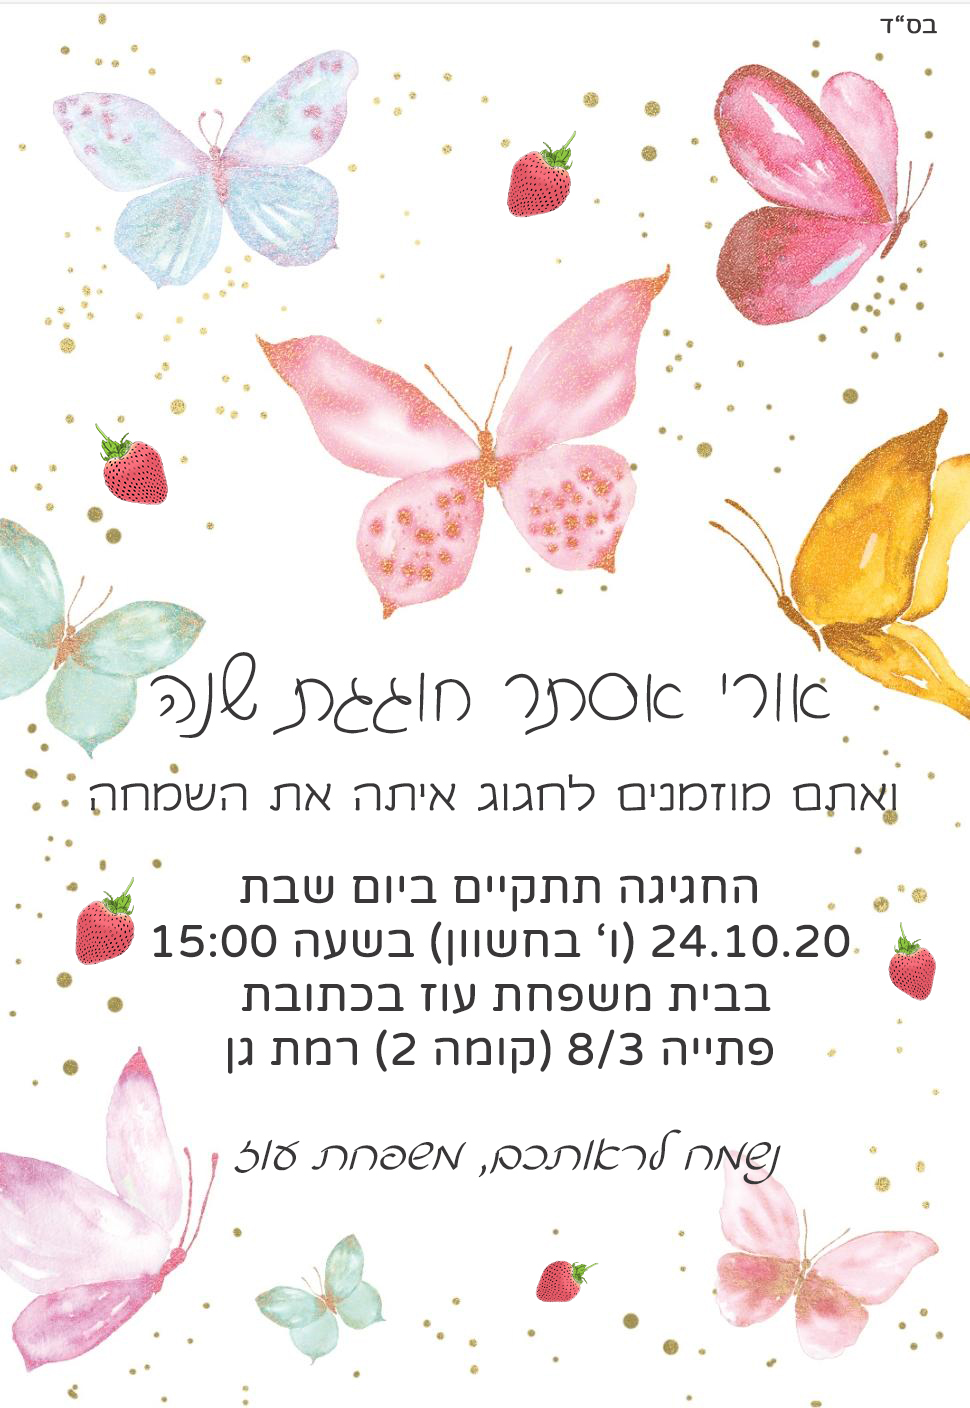 בס“ד
אורי אסתר חוגגת שנה
ואתם מוזמנים לחגוג איתה את השמחה
החגיגה תתקיים ביום שבת
24.10.20 (ו‘ בחשוון) בשעה 15:00
בבית משפחת עוז בכתובת
פתייה 8/3 (קומה 2) רמת גן
נשמח לראותכם, משפחת עוז